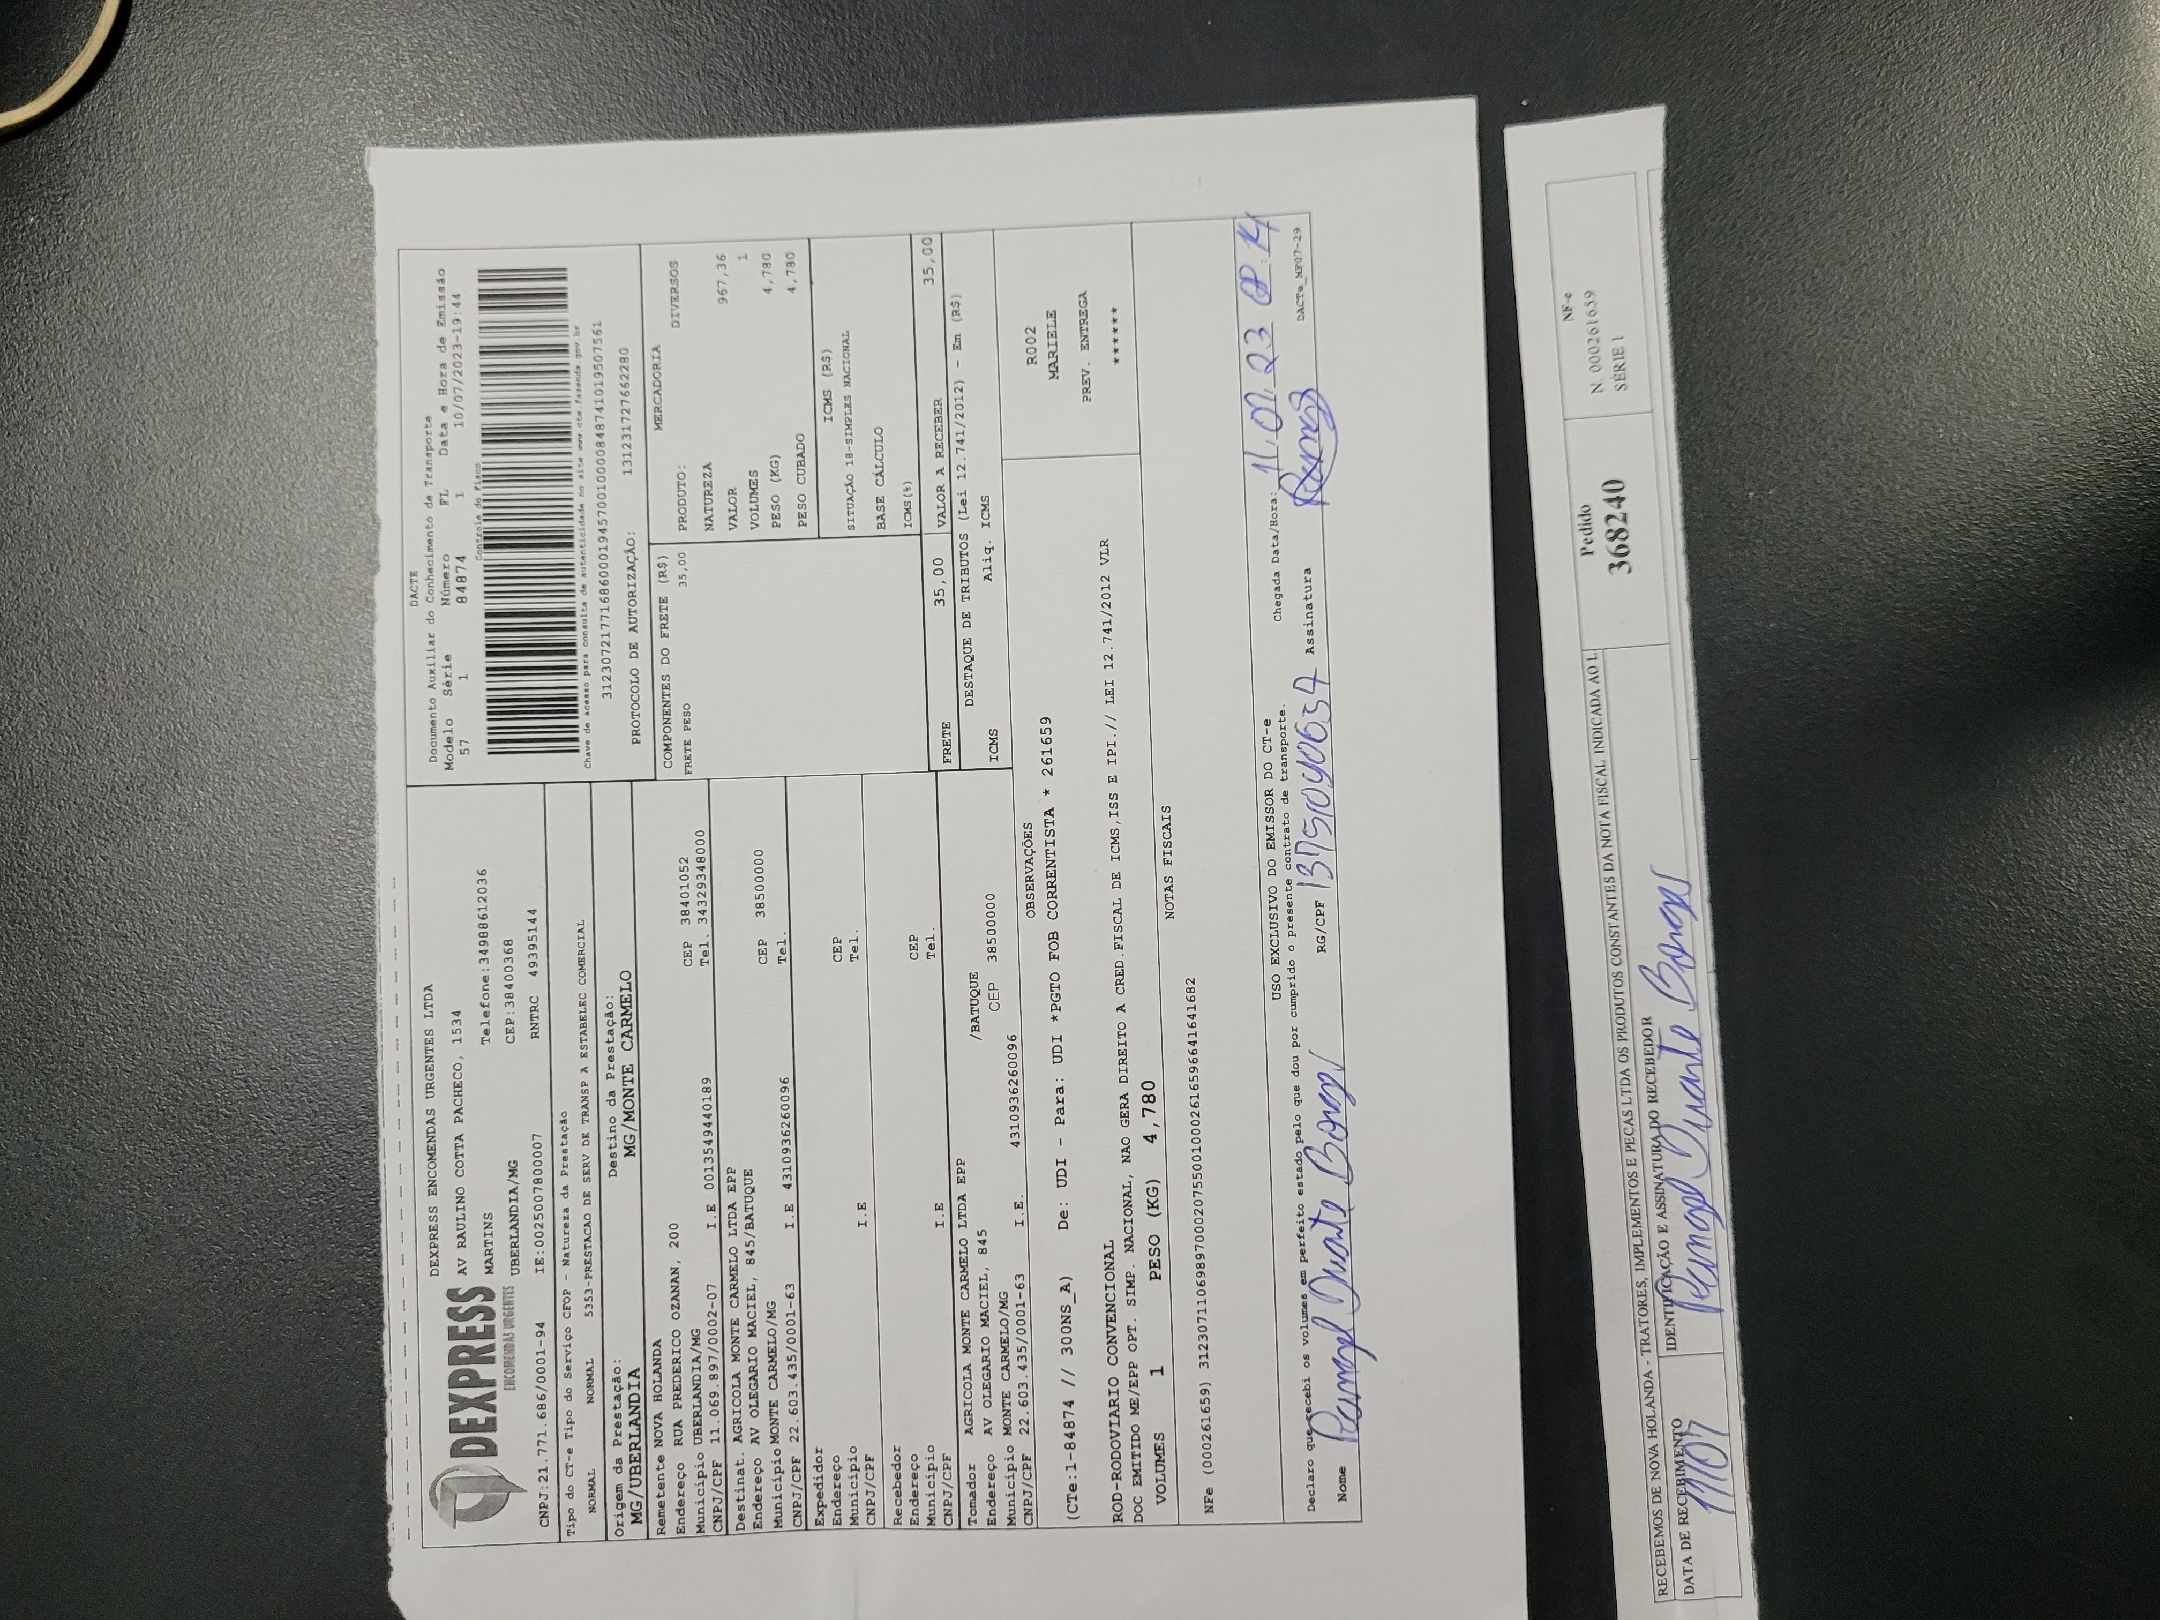 DEXPRESS
ENCOMENDAS URGENTES
DEXPRESS ENCOMENDAS URGENTES LTDA
AV RAULINO COTTA PACHECO, 1534
MARTINS Telefone:34988612036
UBERLANDIA/MG CEP:38400368
CNPJ:21.771.686/0001-94 IE:0025007800007 RNTRC 49395144
DACTE
Documento Auxiliar do Conhecimento de Transporte
Modelo Série Número FL Data e Hora de Emissão
57 1 84874 1 10/07/2023-19:44
Controle do Fisco
Chave de acesso para consulta de autenticidade no site www.cte.fazenda.gov.br
31230721771686000194570010000848741019507561
PROTOCOLO DE AUTORIZAÇÃO: 131231727662280
Tipo do CT-e Tipo do Serviço CFOP - Natureza da Prestação
NORMAL NORMAL 5353-PRESTACAO DE SERV DE TRANSP A ESTABELEC COMERCIAL
Origem da Prestação: Destino da Prestação:
MG/UBERLANDIA MG/MONTE CARMELO
Remetente NOVA HOLANDA
Endereço RUA FREDERICO OZANAN, 200 CEP 38401052
Município UBERLANDIA/MG Tel. 34329348000
CNPJ/CPF 11.069.897/0002-07 I.E 0013549440189
Destinat. AGRICOLA MONTE CARMELO LTDA EPP
Endereço AV OLEGARIO MACIEL, 845/BATUQUE CEP 38500000
Município MONTE CARMELO/MG Tel.
CNPJ/CPF 22.603.435/0001-63 I.E 4310936260096
Expedidor
Endereço CEP
Município Tel.
CNPJ/CPF I.E
Recebedor
Endereço CEP
Município Tel.
CNPJ/CPF I.E
Tomador AGRICOLA MONTE CARMELO LTDA EPP
Endereço AV OLEGARIO MACIEL, 845 /BATUQUE
Município MONTE CARMELO/MG CEP 38500000
CNPJ/CPF 22.603.435/0001-63 I.E. 4310936260096
COMPONENTES DO FRETE (R$)
FRETE PESO 35,00
MERCADORIA
PRODUTO: DIVERSOS
NATUREZA
VALOR 967,36
VOLUMES 1
PESO (KG) 4,780
PESO CUBADO 4,780
ICMS (R$)
SITUAÇÃO 18-SIMPLES NACIONAL
BASE CÁLCULO
ICMS(%)
FRETE 35,00 VALOR A RECEBER 35,00
DESTAQUE DE TRIBUTOS (Lei 12.741/2012) - Em (R$)
ICMS Aliq. ICMS
OBSERVAÇÕES
(CTe:1-84874 // 300NS_A) De: UDI - Para: UDI *PGTO FOB CORRENTISTA * 261659
R002
MARIELE
PREV. ENTREGA
******
ROD-RODOVIARIO CONVENCIONAL
DOC EMITIDO ME/EPP OPT. SIMP. NACIONAL, NAO GERA DIREITO A CRED.FISCAL DE ICMS,ISS E IPI.// LEI 12.741/2012 VLR
VOLUMES 1 PESO (KG) 4,780
NOTAS FISCAIS
NFe (000261659) 31230711069897000207550010002616596641641682
USO EXCLUSIVO DO EMISSOR DO CT-e
Declaro que recebi os volumes em perfeito estado pelo que dou por cumprido o presente contrato de transporte.
Chegada Data/Hora: 11,07,23
Nome Duarte Borges RG/CPF Assinatura
DACTe_MP07-29
RECEBEMOS DE NOVA HOLANDA - TRATORES, IMPLEMENTOS E PECAS LTDA OS PRODUTOS CONSTANTES DA NOTA FISCAL INDICADA AO L
DATA DE RECEBIMENTO IDENTIFICAÇÃO E ASSINATURA DO RECEBEDOR
11/07 Duarte Borges
Pedido
368240
NF-e
N. 000261659
SÉRIE 1